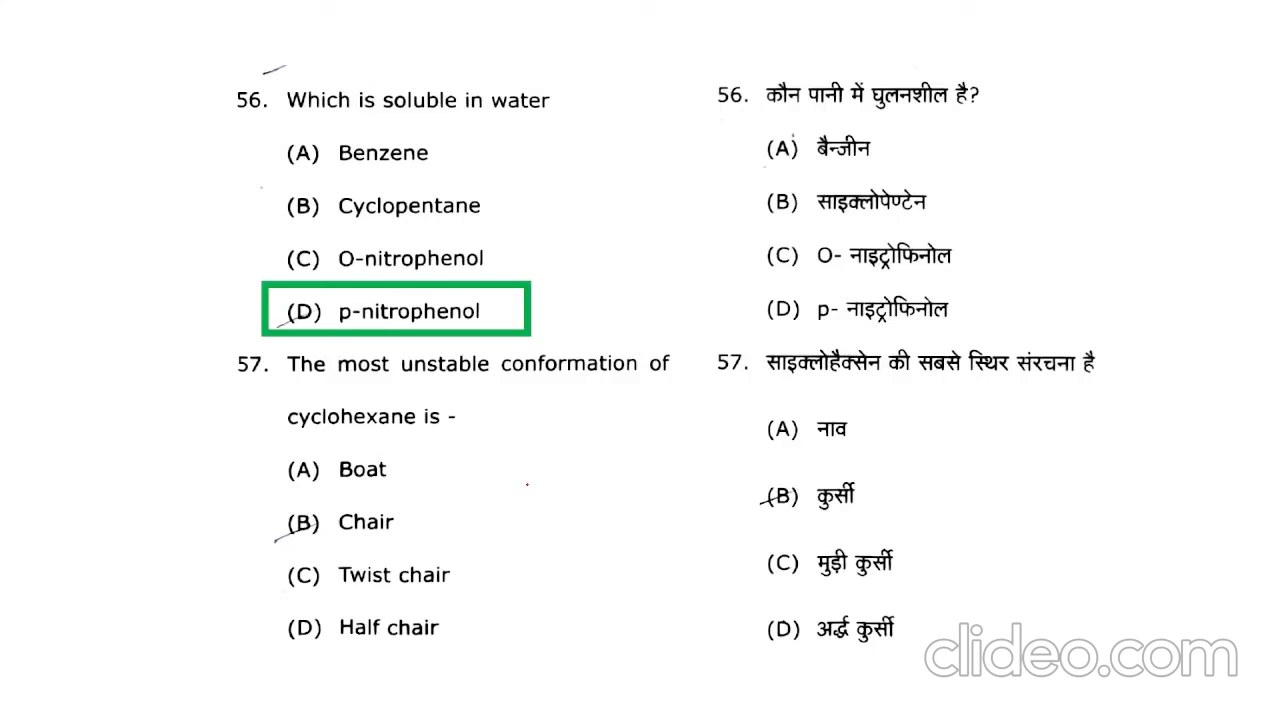 56. Which is soluble in water
(A) Benzene
(B) Cyclopentane
(C) O-nitrophenol
(D) p-nitrophenol
57. The most unstable conformation of
cyclohexane is -
(A) Boat
(B) Chair
(C) Twist chair
(D) Half chair
56. कौन पानी में घुलनशील है?
(A) बैन्जीन
(B) साइक्लोपेण्टेन
(C) O- नाइट्रोफिनोल
(D) p- नाइट्रोफिनोल
57. साइक्लोहैक्सेन की सबसे स्थिर संरचना है
(A) नाव
(B) कुर्सी
(C) मुड़ी कुर्सी
(D) अर्द्ध कुर्सी
clideo.com